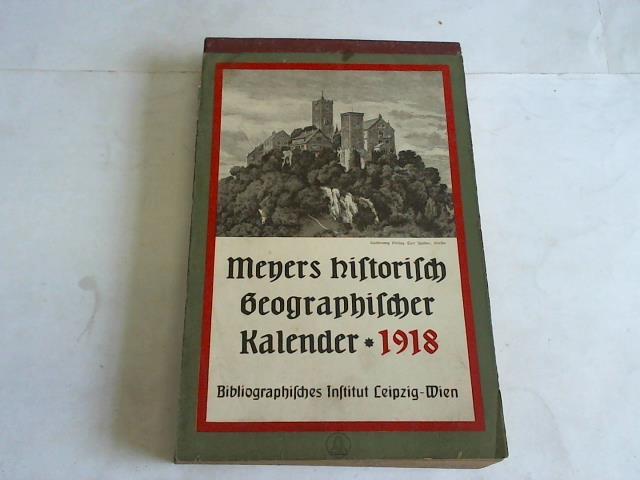 Meyers hiſtoriſch
Geographiſcher
Kalender * 1918
Bibliographiſches Inſtitut Leipzig-Wien